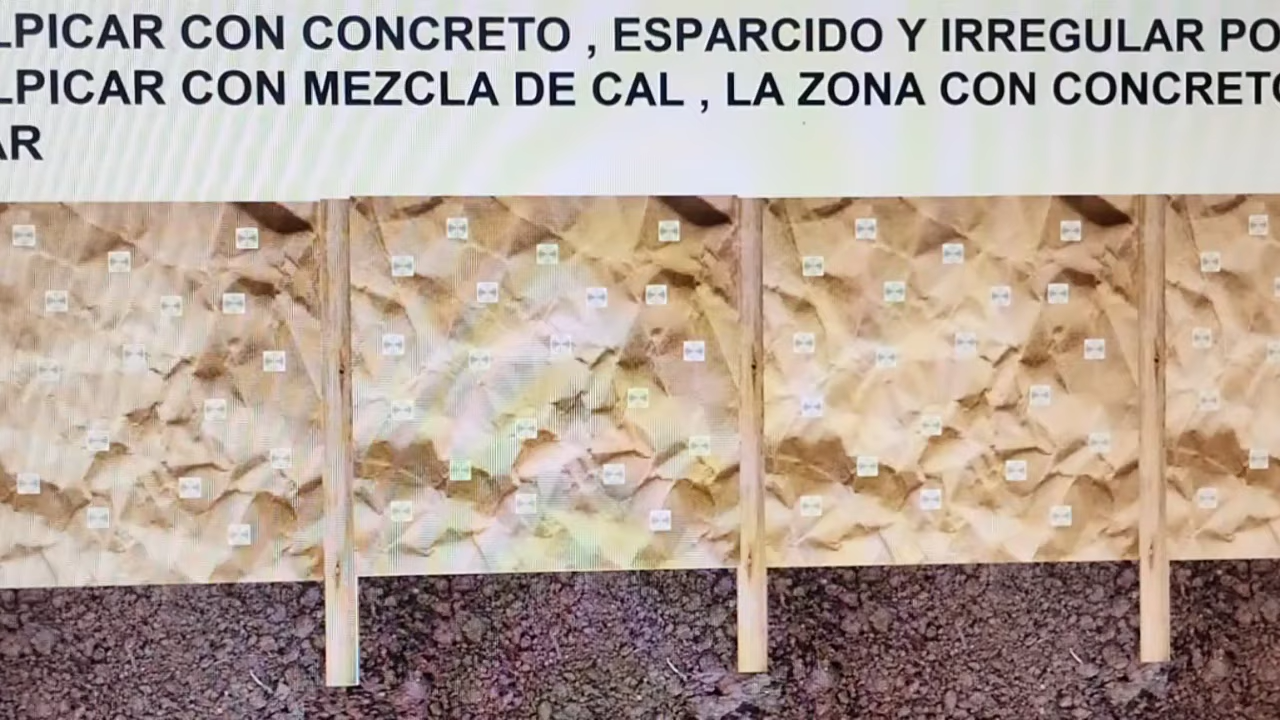 LPICAR CON CONCRETO , ESPARCIDO Y IRREGULAR PO
LPICAR CON MEZCLA DE CAL , LA ZONA CON CONCRETO
AR